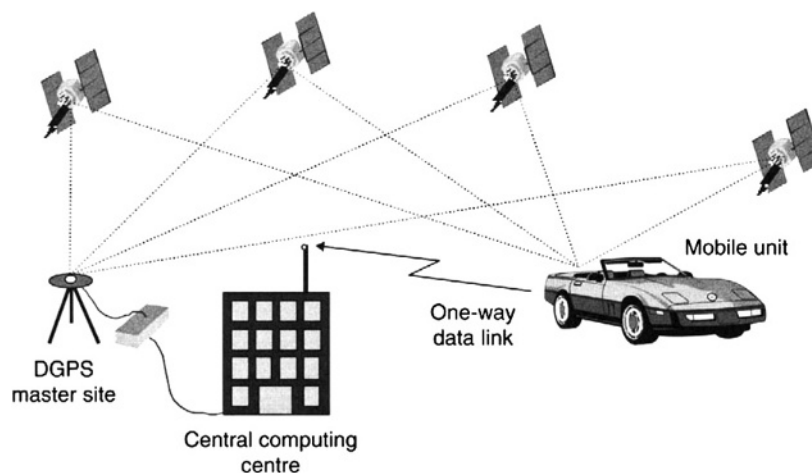 Mobile unit
One-way
data link
DGPS
master site
Central computing
centre